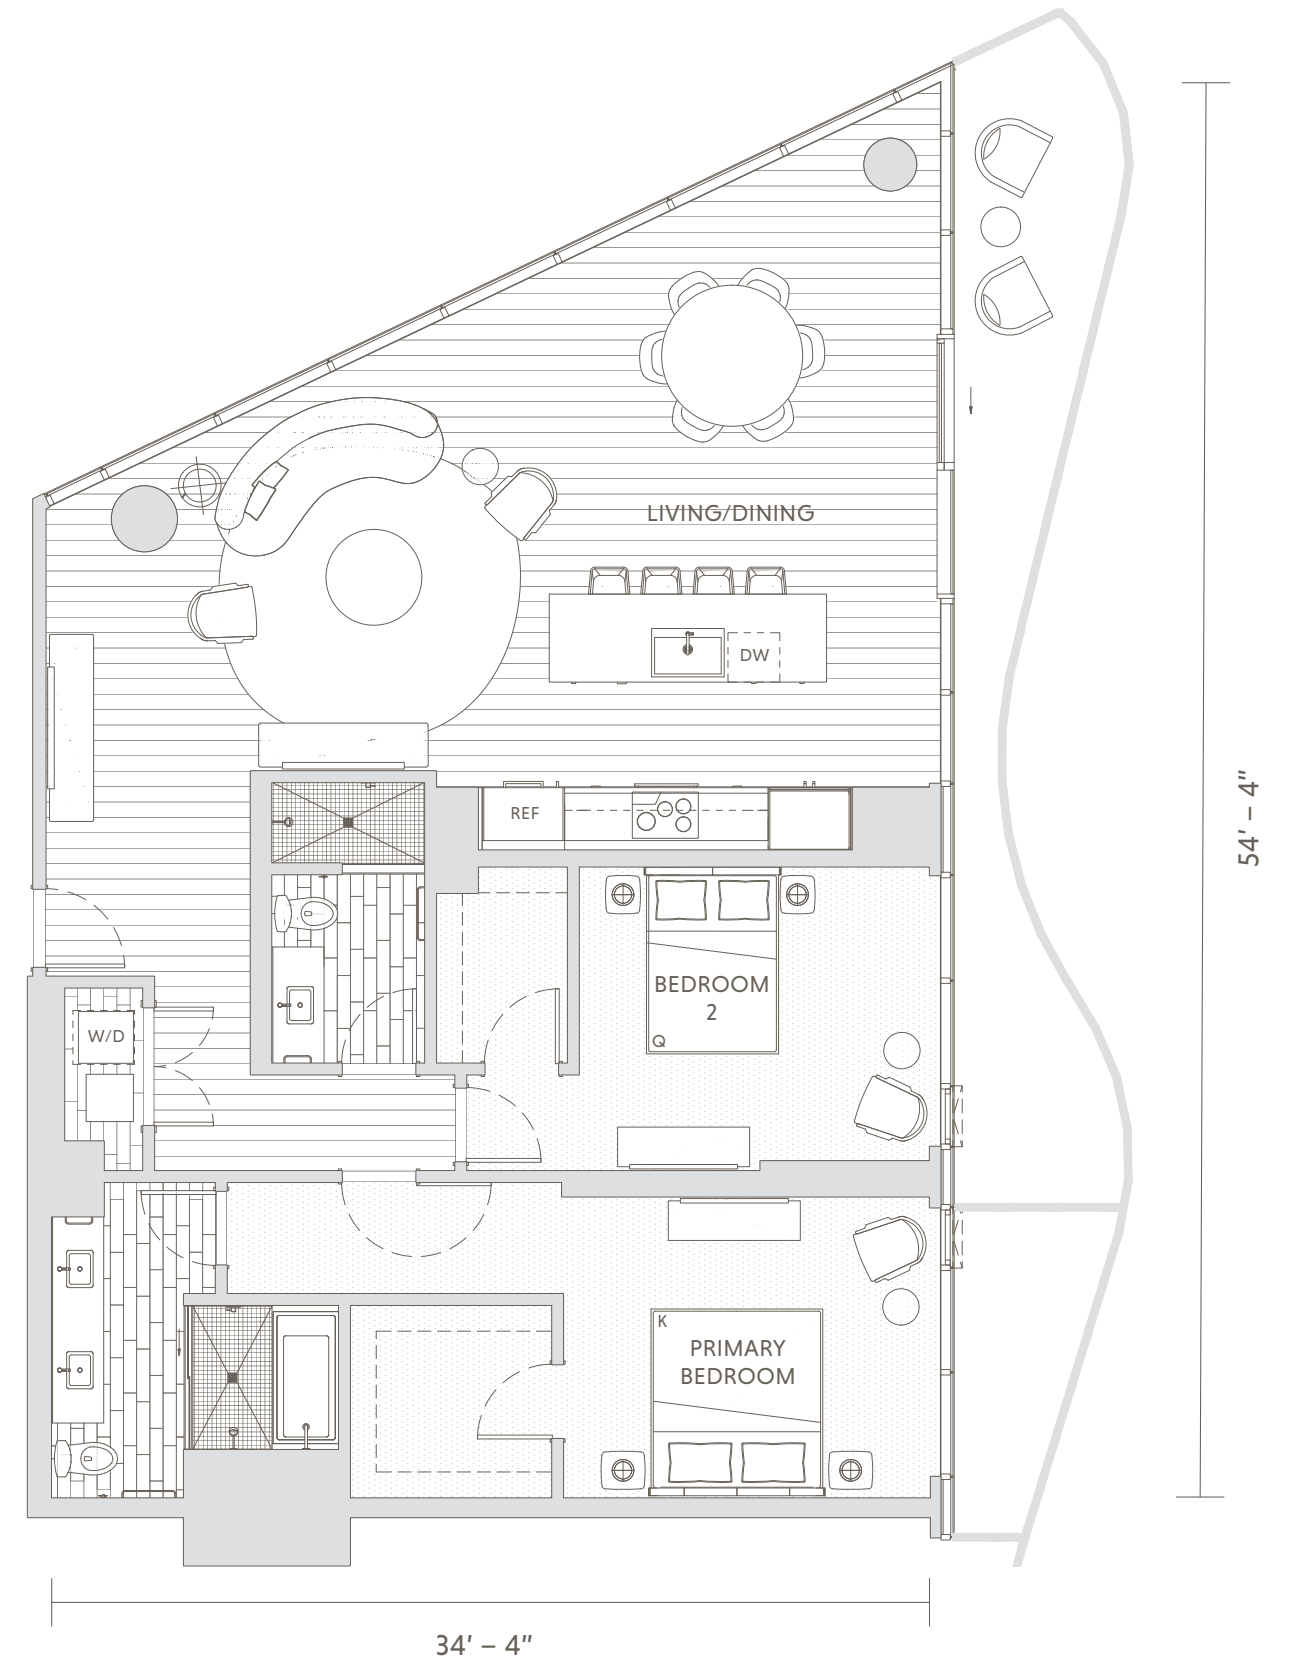 LIVING/DINING
DW
REF
54′ – 4″
BEDROOM
2
Q
W/D
K
PRIMARY
BEDROOM
34′ – 4″